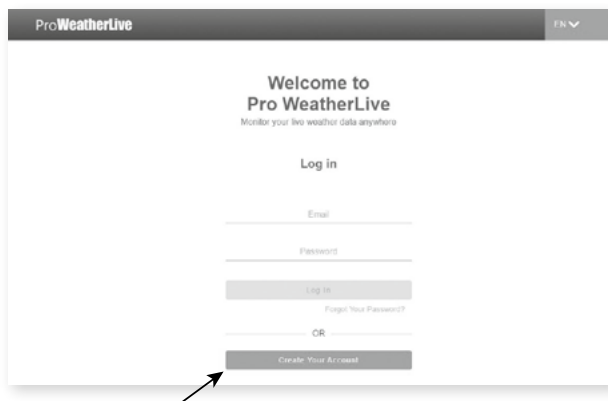 ProWeatherLive
EN
Welcome to
Pro WeatherLive
Monitor your live weather data anywhere
Log in
Email
Password
Log In
Forgot Your Password?
OR
Create Your Account